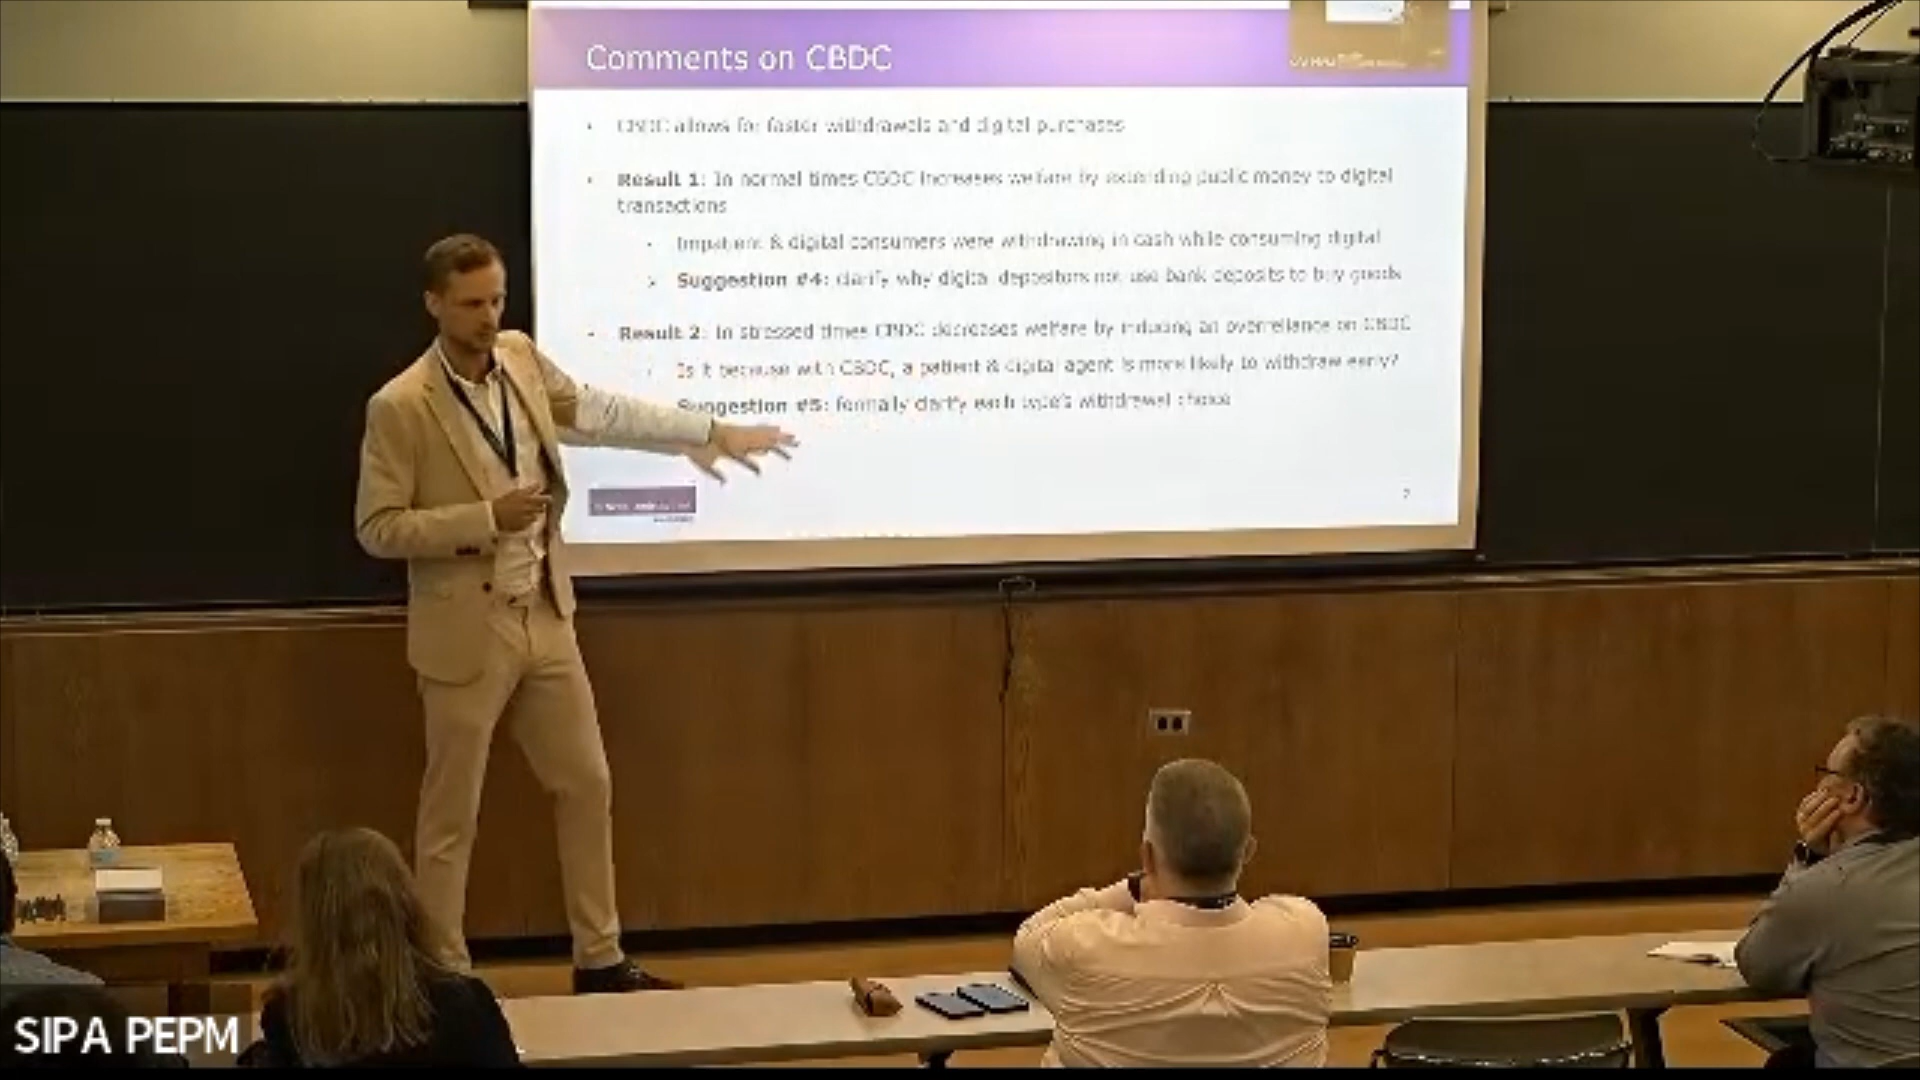 Comments on CBDC
CBDC allows for faster withdrawals and digital purchases
Result 1: In normal times CBDC increases welfare by extending public money to digital
transactions
Impatient & digital consumers were withdrawing in cash while consuming digital
Suggestion #4: clarify why digital depositors not use bank deposits to buy goods
Result 2: In stressed times CBDC decreases welfare by inducing an overreliance on CBDC
Is it because with CBDC, a patient & digital agent is more likely to withdraw early?
Suggestion #5: formally clarify each type's withdrawal choice
7
SIPA PEPM